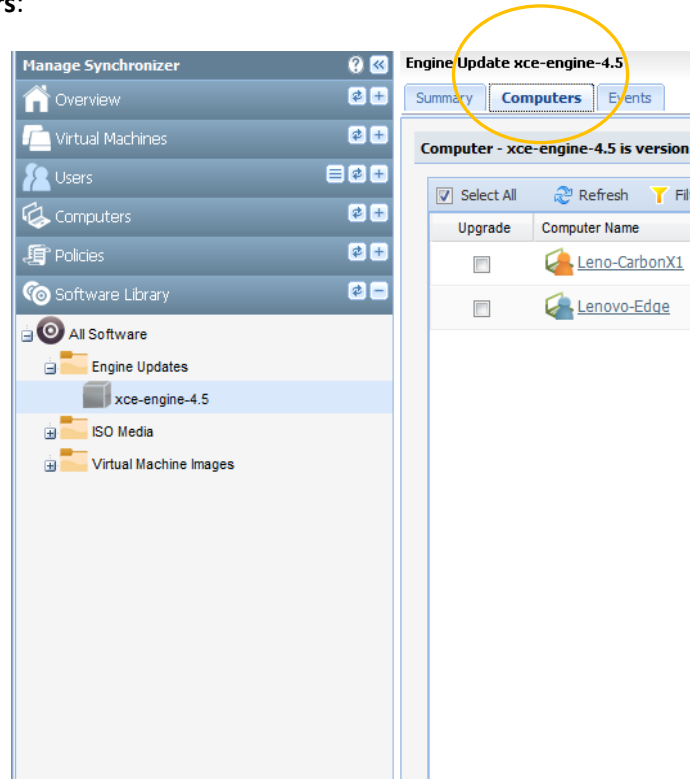 rs:
Manage Synchronizer
Overview
Virtual Machines
Users
Computers
Policies
Software Library
All Software
Engine Updates
xce-engine-4.5
ISO Media
Virtual Machine Images
Engine Update xce-engine-4.5
Summary Computers Events
Computer - xce-engine-4.5 is version
Select All Refresh Fil
Upgrade Computer Name
Leno-CarbonX1
Lenovo-Edge